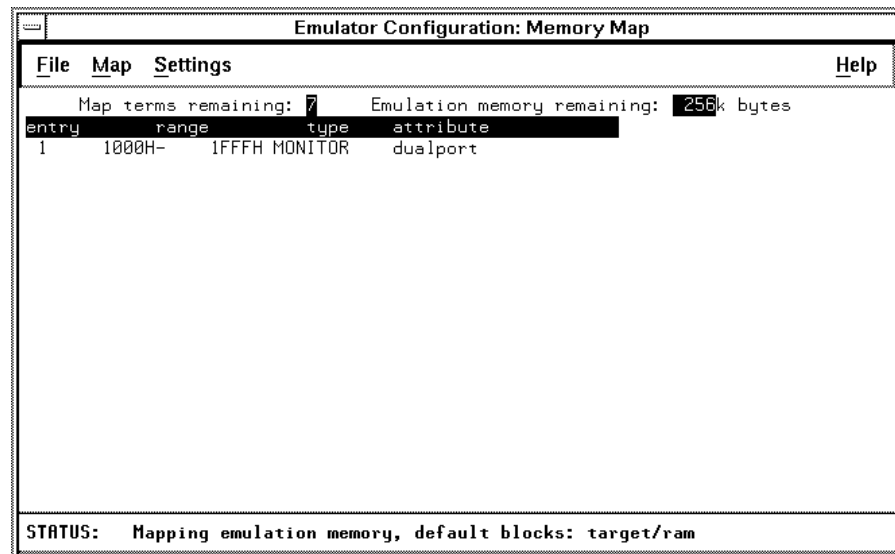 Emulator Configuration: Memory Map
File Map Settings Help
Map terms remaining: 7 Emulation memory remaining: 256k bytes
entry range type attribute
1 1000H- 1FFFH MONITOR dualport
STATUS: Mapping emulation memory, default blocks: target/ram